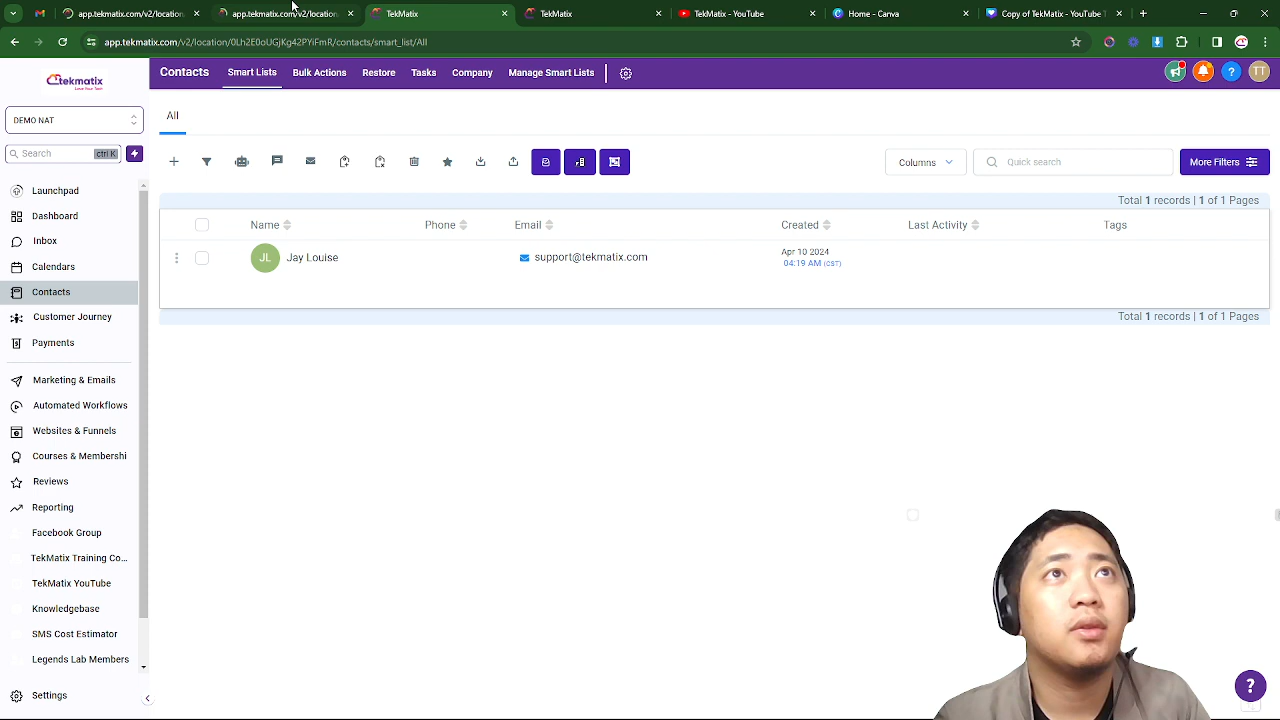 app.tekmatix.com/v2/location
app.tekmatix.com/v2/location
TekMatix
TekMatix
TekMatix - YouTube
Home - Canva
Copy of TekMatix - YouTube
app.tekmatix.com/v2/location/0Lh2E0oUGjKg42PYiFmR/contacts/smart_list/All
tekmatix
Love Your Tech
Contacts
Smart Lists
Bulk Actions
Restore
Tasks
Company
Manage Smart Lists
TT
DEMO NAT
Search
ctrl K
All
Columns
Quick search
More Filters
Launchpad
Dashboard
Inbox
Calendars
Contacts
Customer Journey
Payments
Marketing & Emails
Automated Workflows
Websites & Funnels
Courses & Membershi
Reviews
Reporting
Facebook Group
TekMatix Training Co...
TekMatix YouTube
Knowledgebase
SMS Cost Estimator
Legends Lab Members
Settings
Total 1 records | 1 of 1 Pages
Name
Phone
Email
Created
Last Activity
Tags
JL
Jay Louise
support@tekmatix.com
Apr 10 2024
04:19 AM (CST)
Total 1 records | 1 of 1 Pages
?